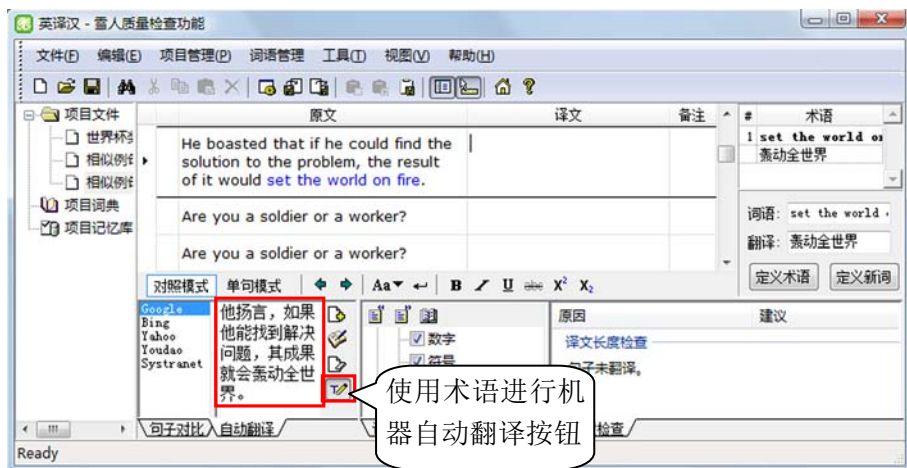 英译汉 - 雪人质量检查功能
文件(F) 编辑(E) 项目管理(P) 词语管理 工具(T) 视图(V) 帮助(H)
项目文件
世界杯
相似例
相似例
项目词典
项目记忆库
原文 译文 备注
He boasted that if he could find the
solution to the problem, the result
of it would set the world on fire.
Are you a soldier or a worker?
Are you a soldier or a worker?
# 术语
1 set the world on
轰动全世界
词语: set the world
翻译: 轰动全世界
定义术语 定义新词
对照模式 单句模式 Aa B I U abc X² X₂
Google
Bing
Yahoo
Youdao
Systranet
他扬言，如果
他能找到解决
问题，其成果
就会轰动全世
界。
数字
符号
原因 建议
译文长度检查
句子未翻译。
使用术语进行机
器自动翻译按钮
句子对比 自动翻译 检查
Ready